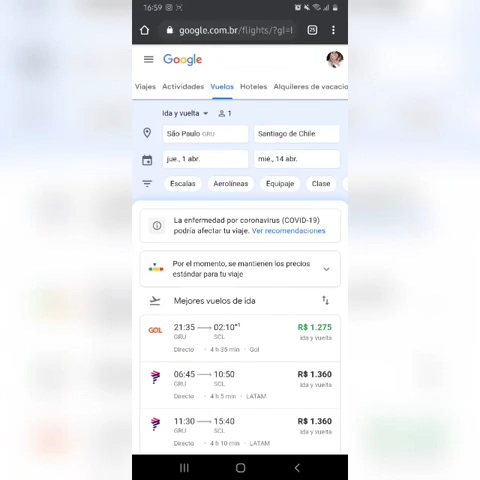 16:59
google.com.br/flights/?gl=
25
Google
Viajes Actividades Vuelos Hoteles Alquileres de vacacio
Ida y vuelta 1
São Paulo GRU Santiago de Chile
jue., 1 abr. mié., 14 abr.
Escalas Aerolíneas Equipaje Clase
La enfermedad por coronavirus (COVID-19)
podría afectar tu viaje. Ver recomendaciones
Por el momento, se mantienen los precios
estándar para tu viaje
Mejores vuelos de ida
GOL 21:35 02:10+1 R$ 1.275
GRU SCL Ida y vuelta
Directo · 4 h 35 min · Gol
06:45 10:50 R$ 1.360
GRU SCL Ida y vuelta
Directo · 4 h 5 min · LATAM
11:30 15:40 R$ 1.360
GRU SCL Ida y vuelta
Directo · 4 h 10 min · LATAM